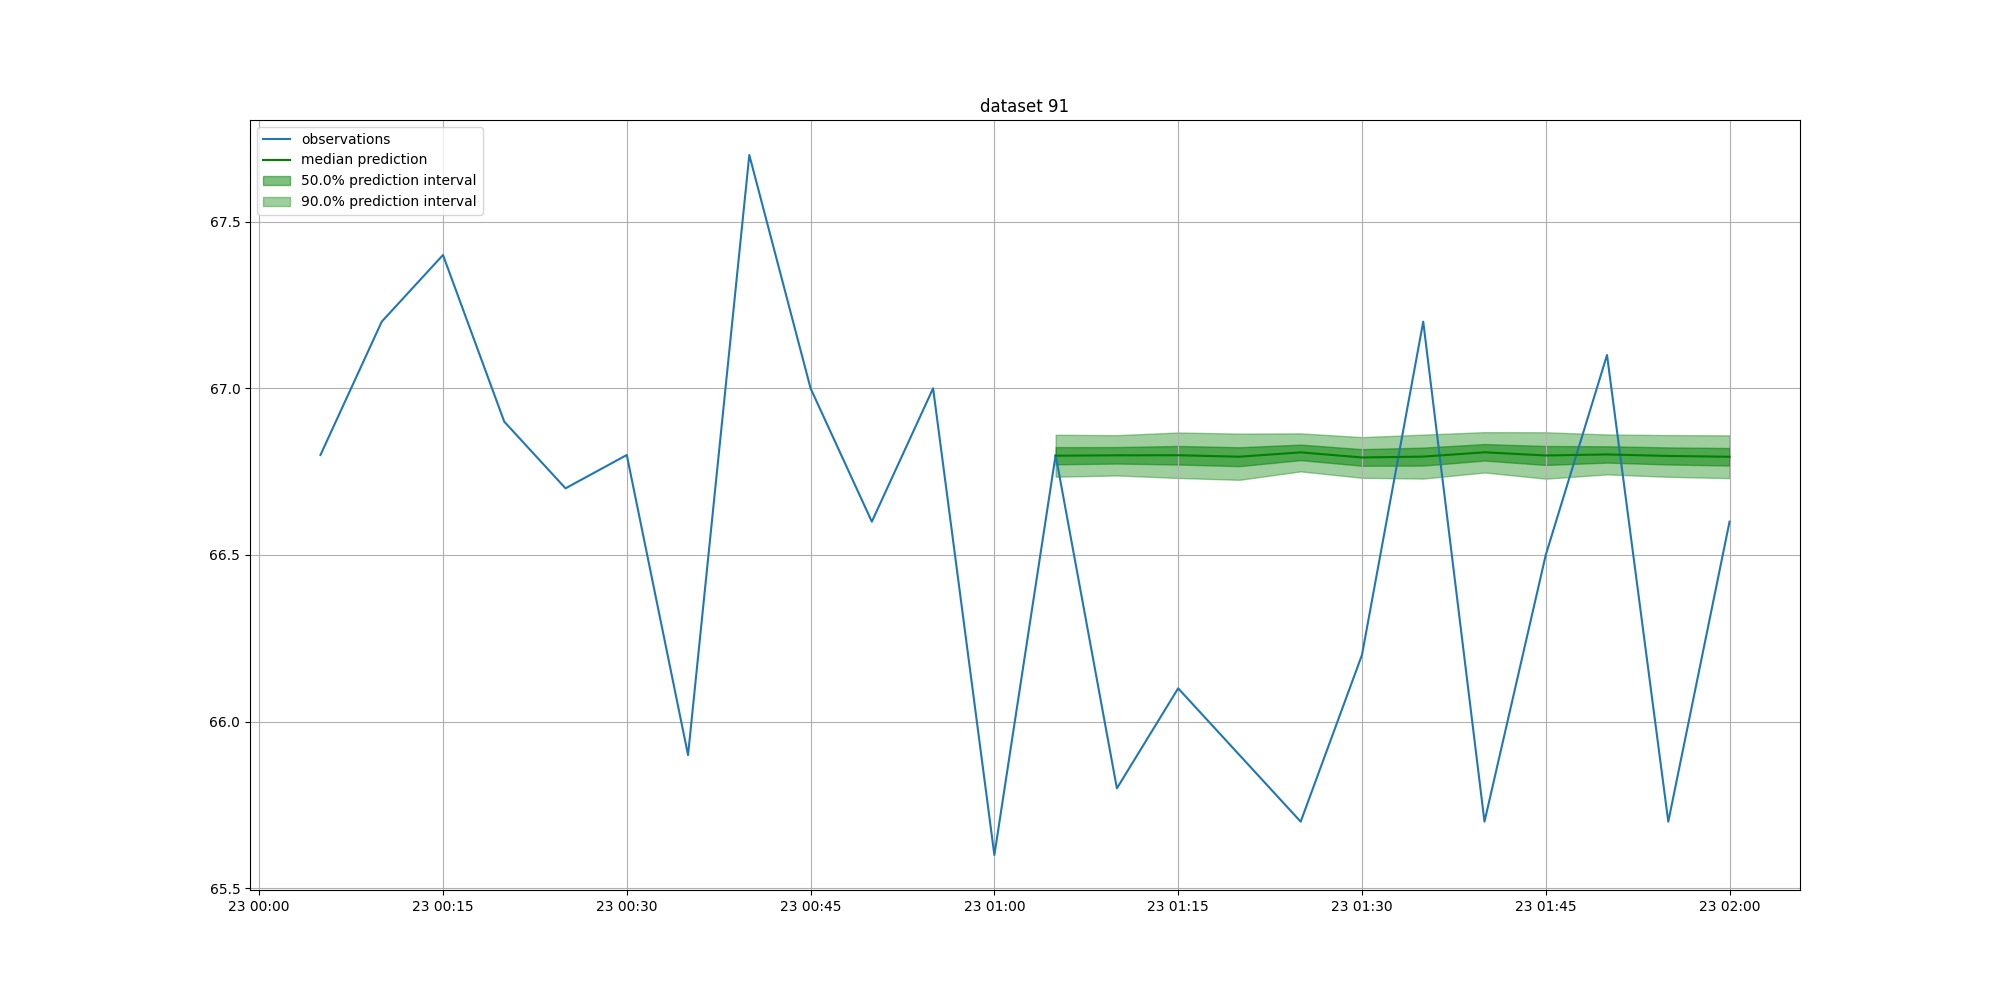 dataset 91
observations
median prediction
50.0% prediction interval
90.0% prediction interval
67.5
67.0
66.5
66.0
65.5
23 00:00 23 00:15 23 00:30 23 00:45 23 01:00 23 01:15 23 01:30 23 01:45 23 02:00